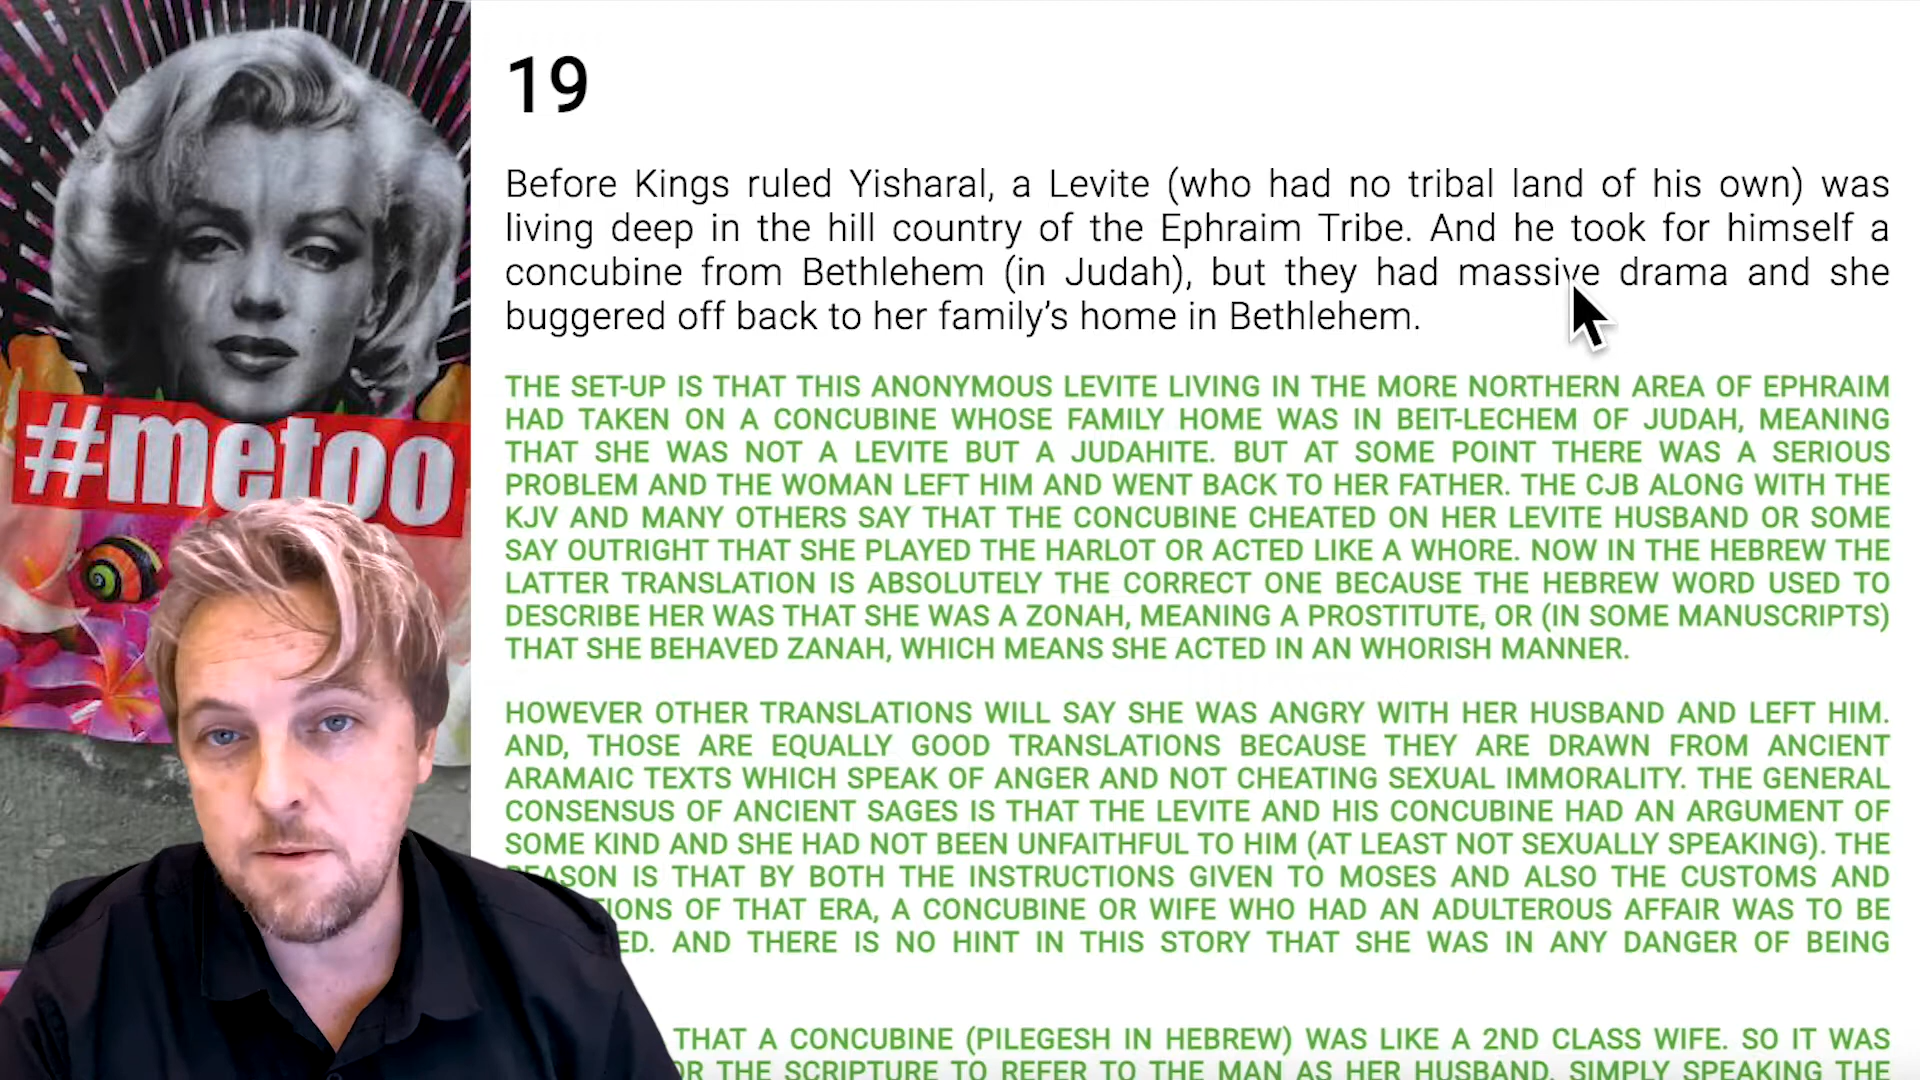 #metoo
19
Before Kings ruled Yisharal, a Levite (who had no tribal land of his own) was
living deep in the hill country of the Ephraim Tribe. And he took for himself a
concubine from Bethlehem (in Judah), but they had massive drama and she
buggered off back to her family's home in Bethlehem.
THE SET-UP IS THAT THIS ANONYMOUS LEVITE LIVING IN THE MORE NORTHERN AREA OF EPHRAIM
HAD TAKEN ON A CONCUBINE WHOSE FAMILY HOME WAS IN BEIT-LECHEM OF JUDAH, MEANING
THAT SHE WAS NOT A LEVITE BUT A JUDAHITE. BUT AT SOME POINT THERE WAS A SERIOUS
PROBLEM AND THE WOMAN LEFT HIM AND WENT BACK TO HER FATHER. THE CJB ALONG WITH THE
KJV AND MANY OTHERS SAY THAT THE CONCUBINE CHEATED ON HER LEVITE HUSBAND OR SOME
SAY OUTRIGHT THAT SHE PLAYED THE HARLOT OR ACTED LIKE A WHORE. NOW IN THE HEBREW THE
LATTER TRANSLATION IS ABSOLUTELY THE CORRECT ONE BECAUSE THE HEBREW WORD USED TO
DESCRIBE HER WAS THAT SHE WAS A ZONAH, MEANING A PROSTITUTE, OR (IN SOME MANUSCRIPTS)
THAT SHE BEHAVED ZANAH, WHICH MEANS SHE ACTED IN AN WHORISH MANNER.
HOWEVER OTHER TRANSLATIONS WILL SAY SHE WAS ANGRY WITH HER HUSBAND AND LEFT HIM.
AND, THOSE ARE EQUALLY GOOD TRANSLATIONS BECAUSE THEY ARE DRAWN FROM ANCIENT
ARAMAIC TEXTS WHICH SPEAK OF ANGER AND NOT CHEATING SEXUAL IMMORALITY. THE GENERAL
CONSENSUS OF ANCIENT SAGES IS THAT THE LEVITE AND HIS CONCUBINE HAD AN ARGUMENT OF
SOME KIND AND SHE HAD NOT BEEN UNFAITHFUL TO HIM (AT LEAST NOT SEXUALLY SPEAKING). THE
REASON IS THAT BY BOTH THE INSTRUCTIONS GIVEN TO MOSES AND ALSO THE CUSTOMS AND
OF THAT ERA, A CONCUBINE OR WIFE WHO HAD AN ADULTEROUS AFFAIR WAS TO BE
AND THERE IS NO HINT IN THIS STORY THAT SHE WAS IN ANY DANGER OF BEING
THAT A CONCUBINE (PILEGESH IN HEBREW) WAS LIKE A 2ND CLASS WIFE. SO IT WAS
THE SCRIPTURE TO REFER TO THE MAN AS HER HUSBAND. SIMPLY SPEAKING THE